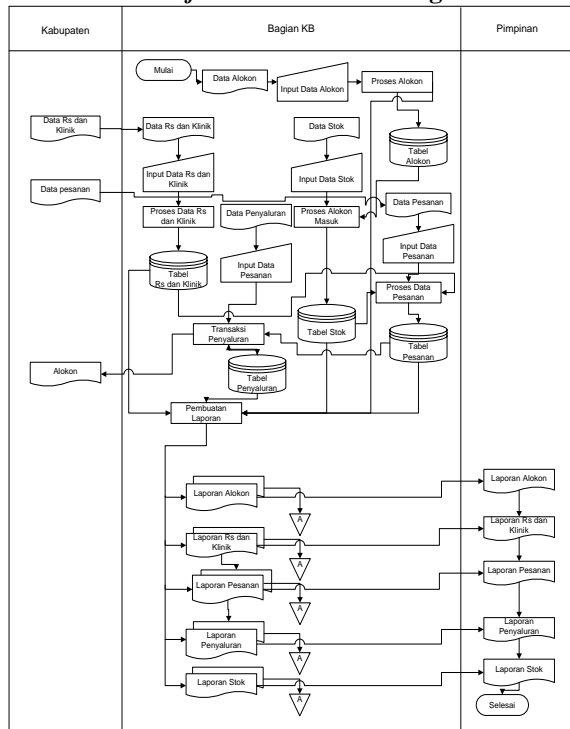 Kabupaten
Bagian KB
Pimpinan
Mulai
Data Alokon
Input Data Alokon
Proses Alokon
Data Rs dan
Klinik
Data Rs dan Klinik
Data Stok
Tabel
Alokon
Input Data Rs dan
Klinik
Input Data Stok
Data pesanan
Data Pesanan
Proses Data Rs
dan Klinik
Data Penyaluran
Proses Alokon
Masuk
Input Data
Pesanan
Tabel
Rs dan Klinik
Input Data
Pesanan
Proses Data
Pesanan
Transaksi
Penyaluran
Tabel Stok
Tabel
Pesanan
Alokon
Tabel
Penyaluran
Pembuatan
Laporan
Laporan Alokon
A
Laporan Alokon
Laporan Rs dan
Klinik
A
Laporan Rs dan
Klinik
Laporan Pesanan
A
Laporan Pesanan
Laporan
Penyaluran
A
Laporan
Penyaluran
Laporan Stok
A
Laporan Stok
Selesai